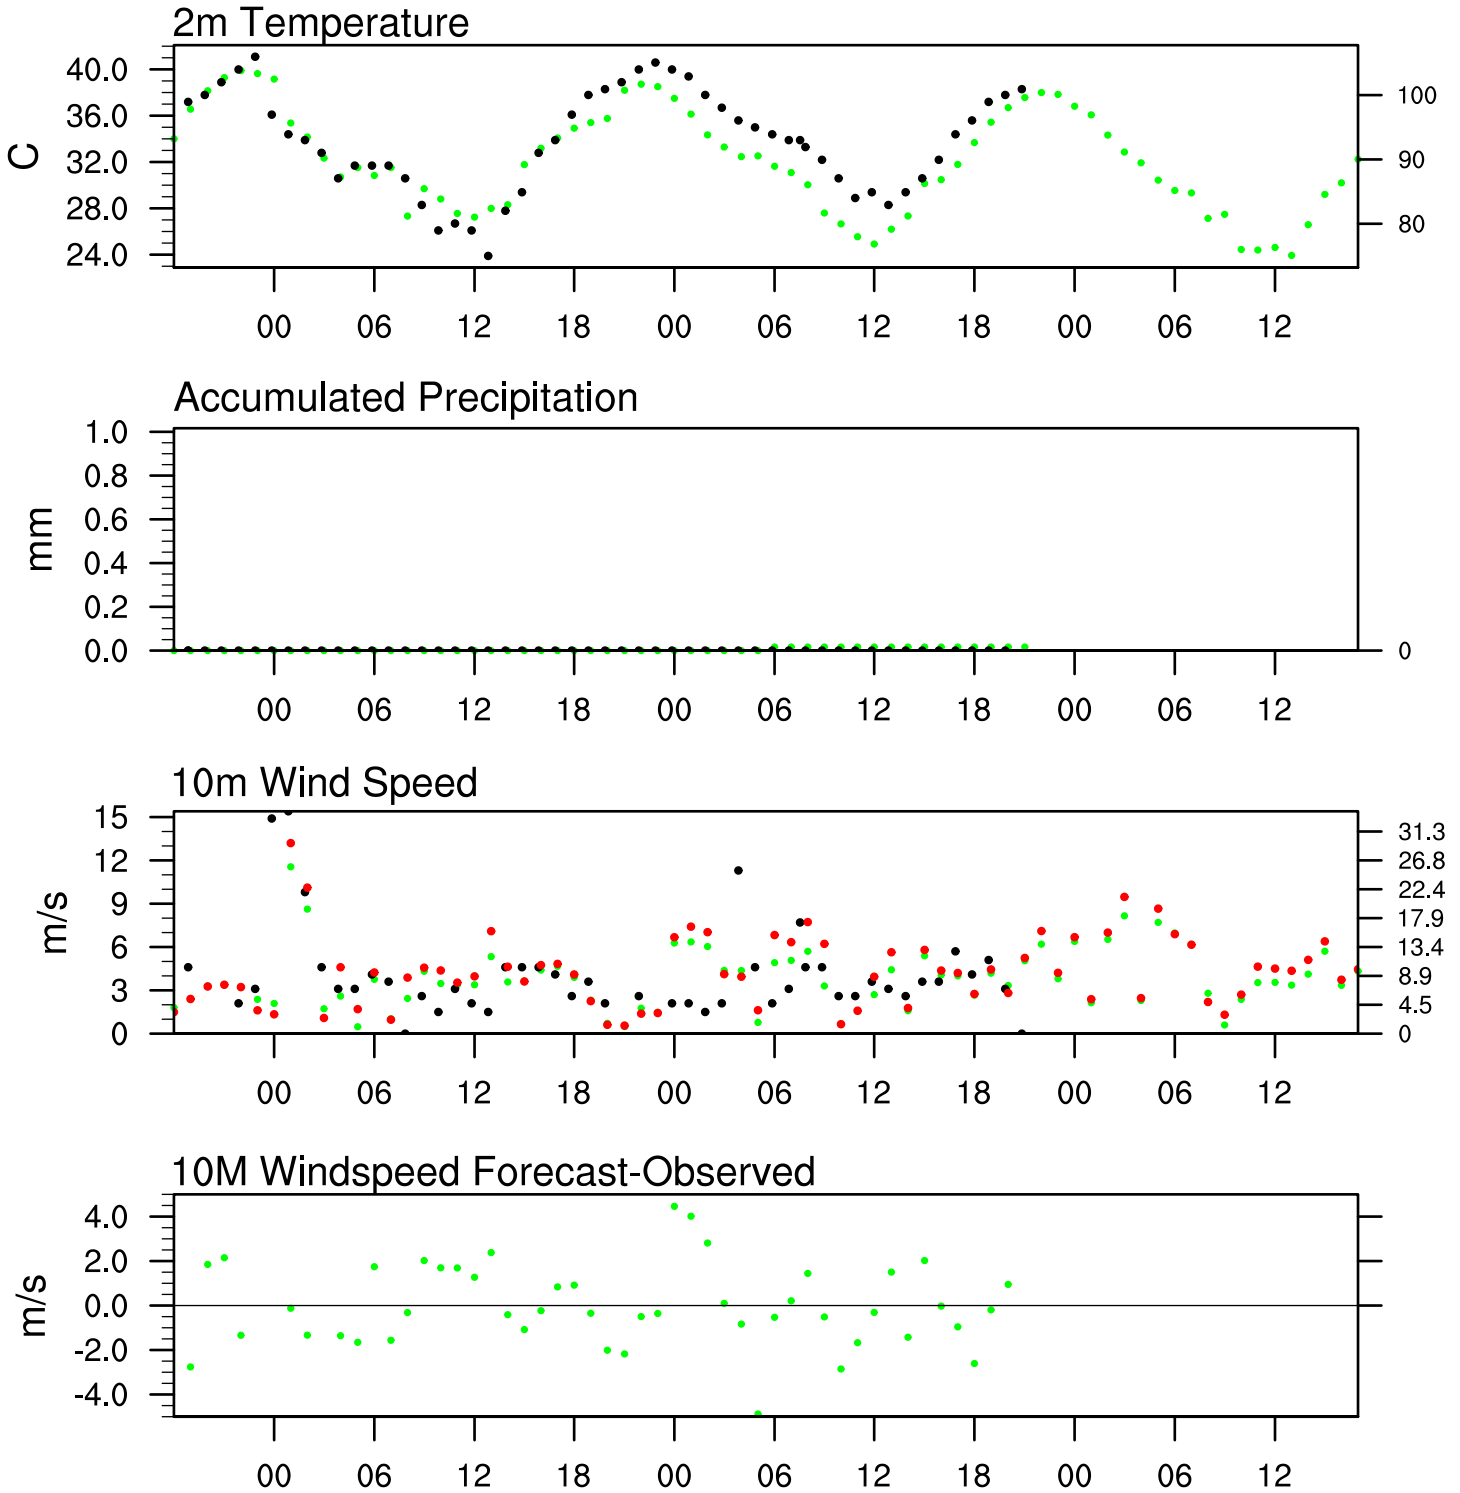 2m Temperature
40.0
36.0
32.0
28.0
24.0
C
100
90
80
00 06 12 18 00 06 12 18 00 06 12
Accumulated Precipitation
1.0
0.8
0.6
0.4
0.2
0.0
mm
0
00 06 12 18 00 06 12 18 00 06 12
10m Wind Speed
15
12
9
6
3
0
m/s
31.3
26.8
22.4
17.9
13.4
8.9
4.5
0
00 06 12 18 00 06 12 18 00 06 12
10M Windspeed Forecast-Observed
4.0
2.0
0.0
-2.0
-4.0
m/s
00 06 12 18 00 06 12 18 00 06 12